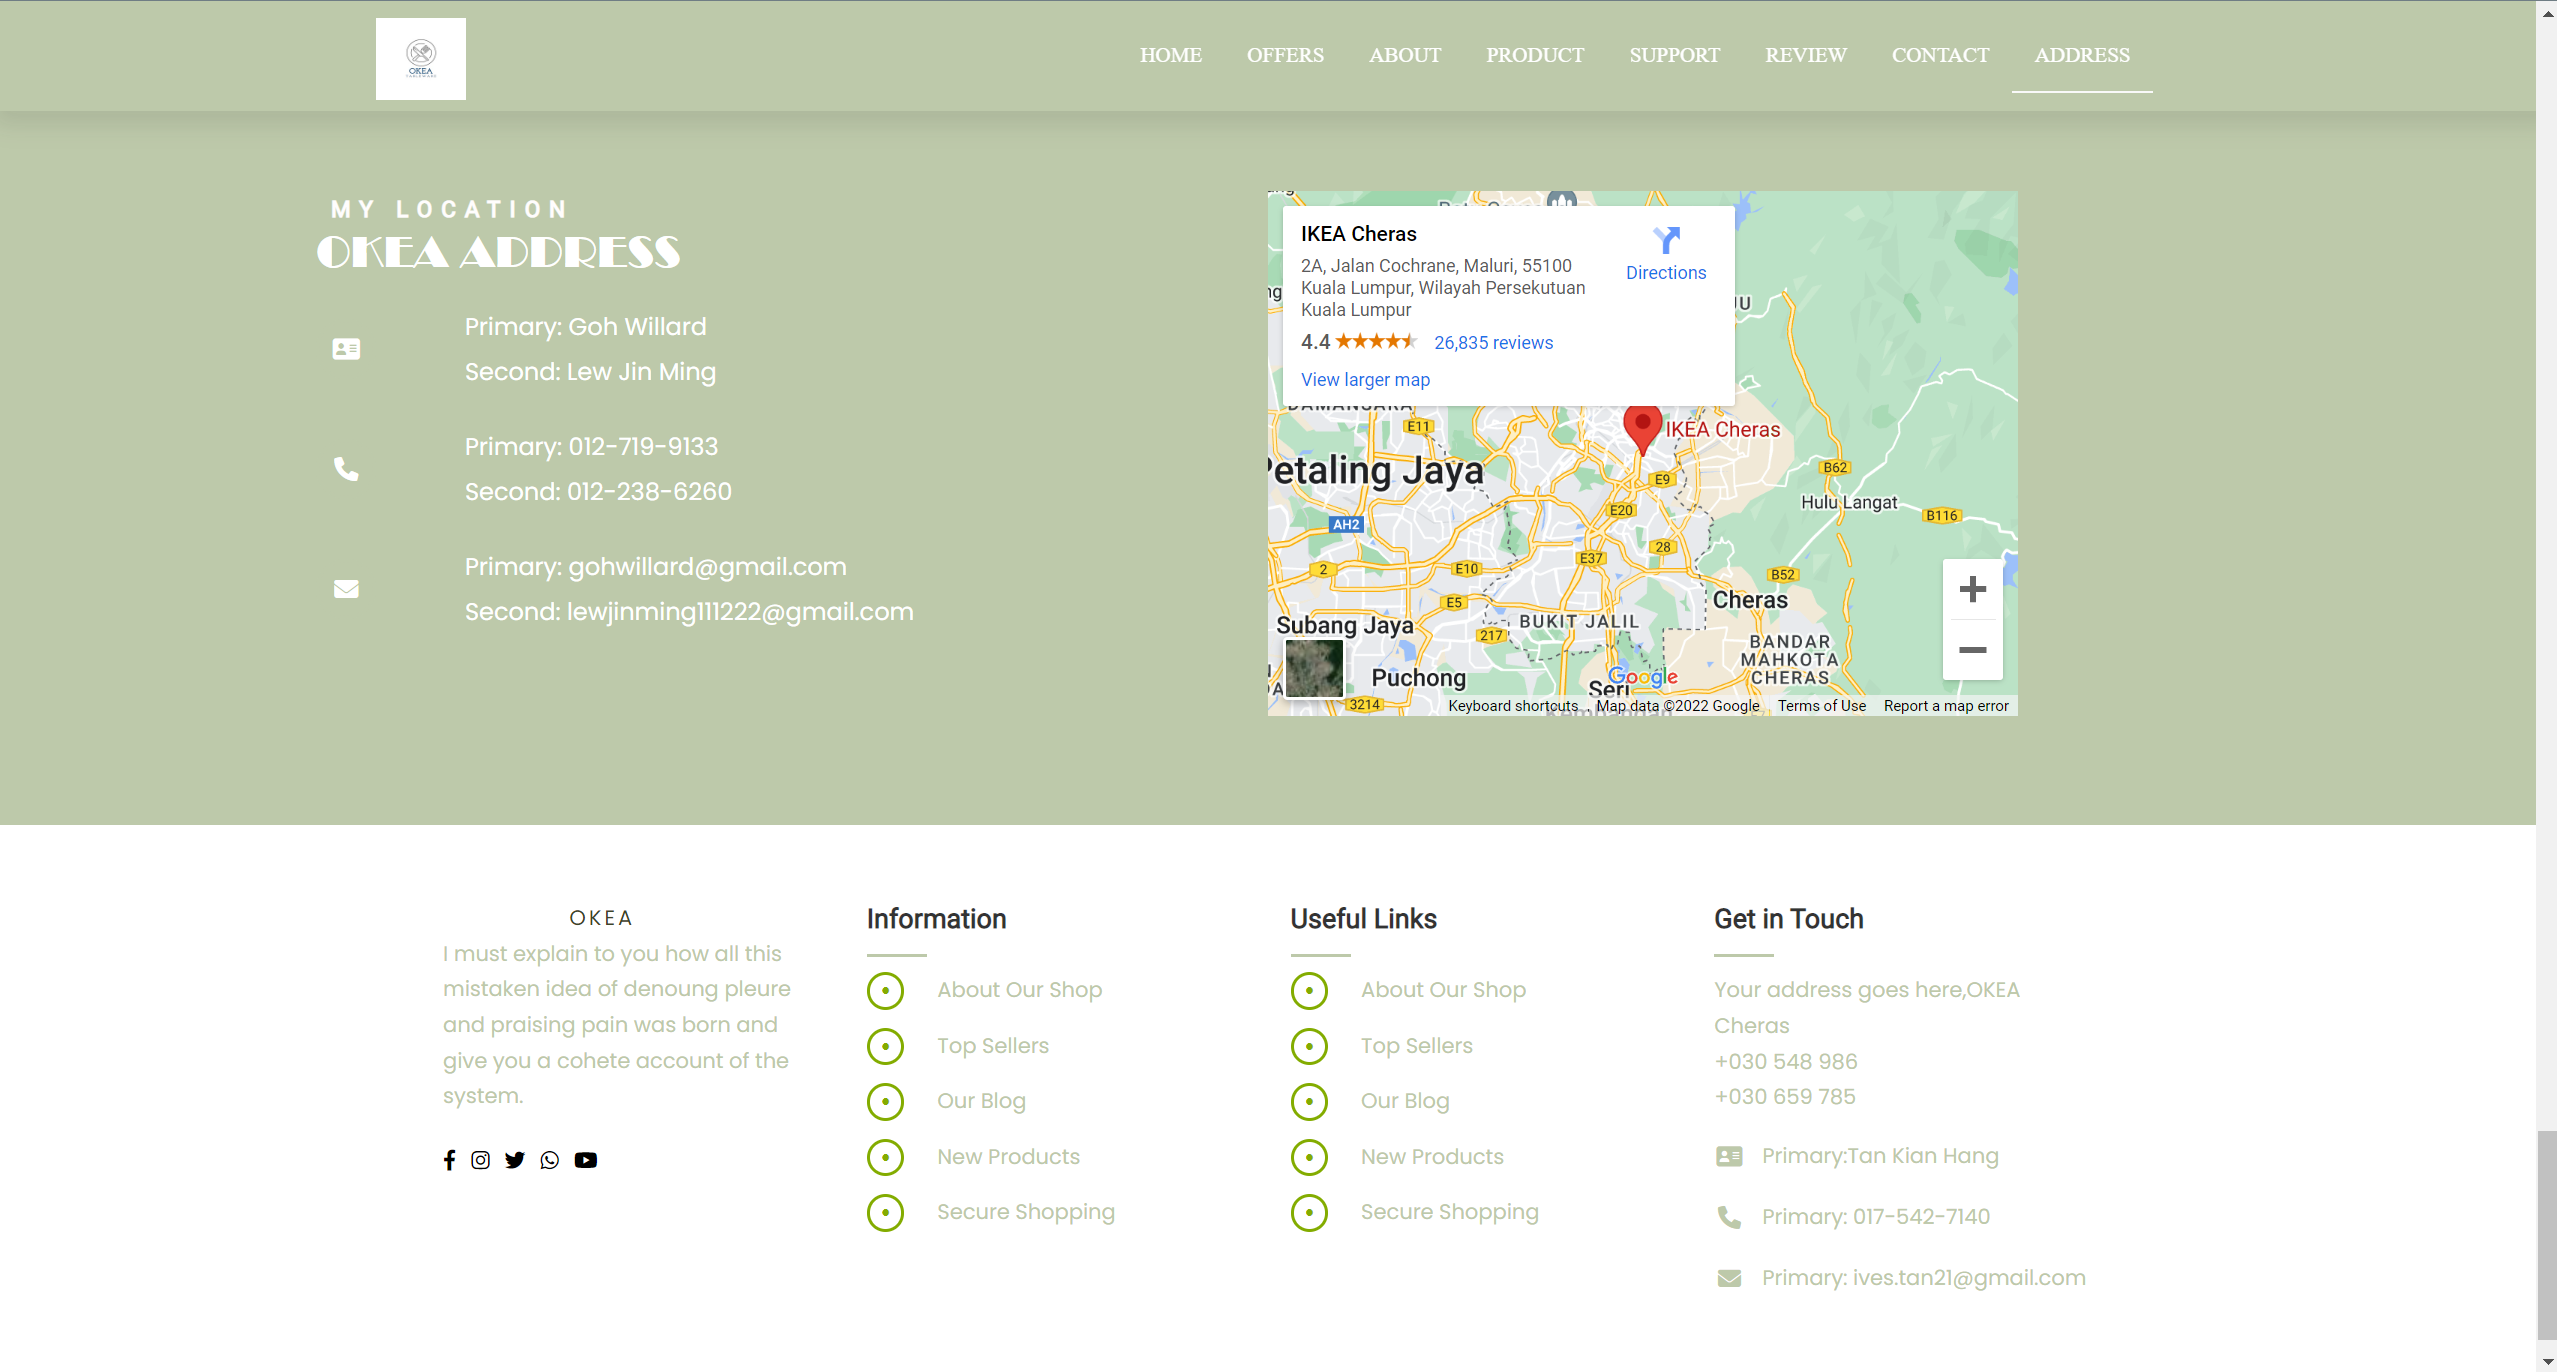 OKEA
HOME
OFFERS
ABOUT
PRODUCT
SUPPORT
REVIEW
CONTACT
ADDRESS
MY LOCATION
OKEA ADDRESS
Primary: Goh Willard
Second: Lew Jin Ming
Primary: 012-719-9133
Second: 012-238-6260
Primary: gohwillard@gmail.com
Second: lewjinming111222@gmail.com
IKEA Cheras
2A, Jalan Cochrane, Maluri, 55100
Kuala Lumpur, Wilayah Persekutuan
Kuala Lumpur
Directions
4.4
26,835 reviews
View larger map
E11
IKEA Cheras
Petaling Jaya
E9
B62
E20
Hulu Langat
B116
AH2
28
E37
2
E10
B52
E5
Cheras
Subang Jaya
217
BUKIT JALIL
BANDAR
MAHKOTA
CHERAS
Puchong
Seri
Google
3214
Keyboard shortcuts
Map data ©2022 Google
Terms of Use
Report a map error
OKEA
I must explain to you how all this
mistaken idea of denoung pleure
and praising pain was born and
give you a cohete account of the
system.
Information
About Our Shop
Top Sellers
Our Blog
New Products
Secure Shopping
Useful Links
About Our Shop
Top Sellers
Our Blog
New Products
Secure Shopping
Get in Touch
Your address goes here,OKEA
Cheras
+030 548 986
+030 659 785
Primary:Tan Kian Hang
Primary: 017-542-7140
Primary: ives.tan21@gmail.com